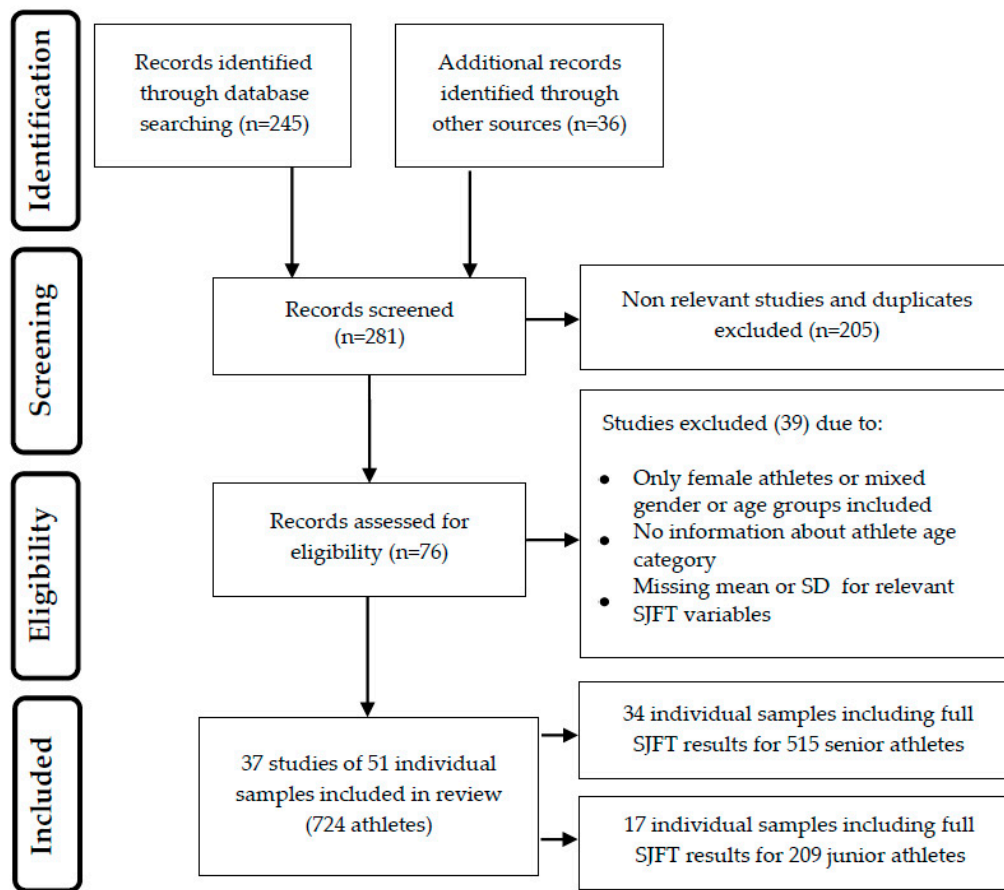 Identification
Records identified
through database
searching (n=245)
Additional records
identified through
other sources (n=36)
Screening
Records screened
(n=281)
Non relevant studies and duplicates
excluded (n=205)
Eligibility
Records assessed for
eligibility (n=76)
Studies excluded (39) due to:
● Only female athletes or mixed
gender or age groups included
● No information about athlete age
category
● Missing mean or SD for relevant
SJFT variables
Included
37 studies of 51 individual
samples included in review
(724 athletes)
34 individual samples including full
SJFT results for 515 senior athletes
17 individual samples including full
SJFT results for 209 junior athletes